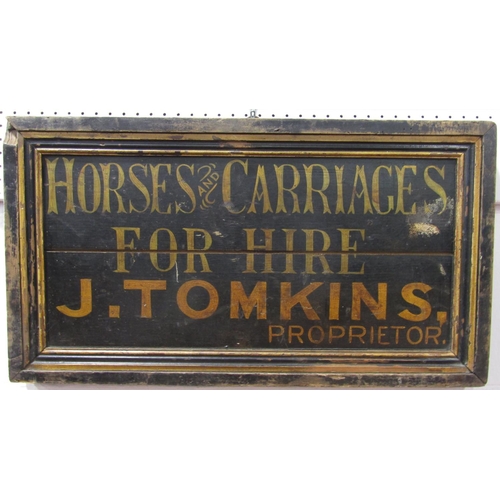 HORSES AND CARRIAGES.
FOR HIRE
J. TOMKINS.
PROPRIETOR.